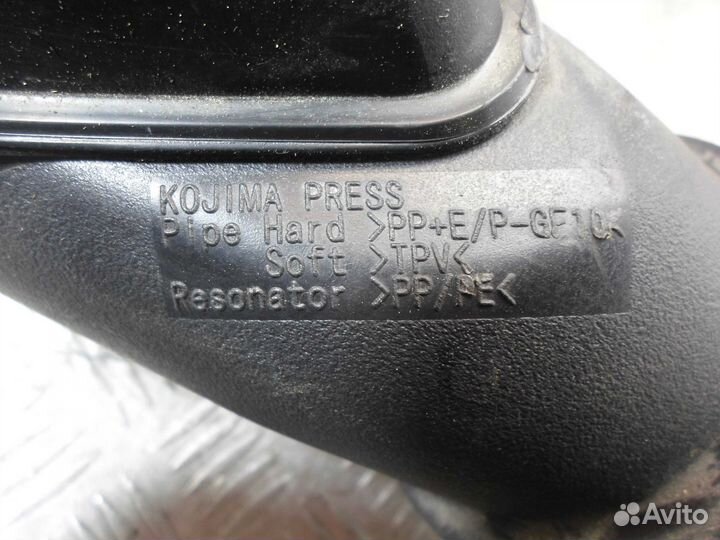 KOJIMA PRESS
Pipe Hard >PP+E/P-GF10<
Soft >TPV<
Resonator >PP/PE<
Avito